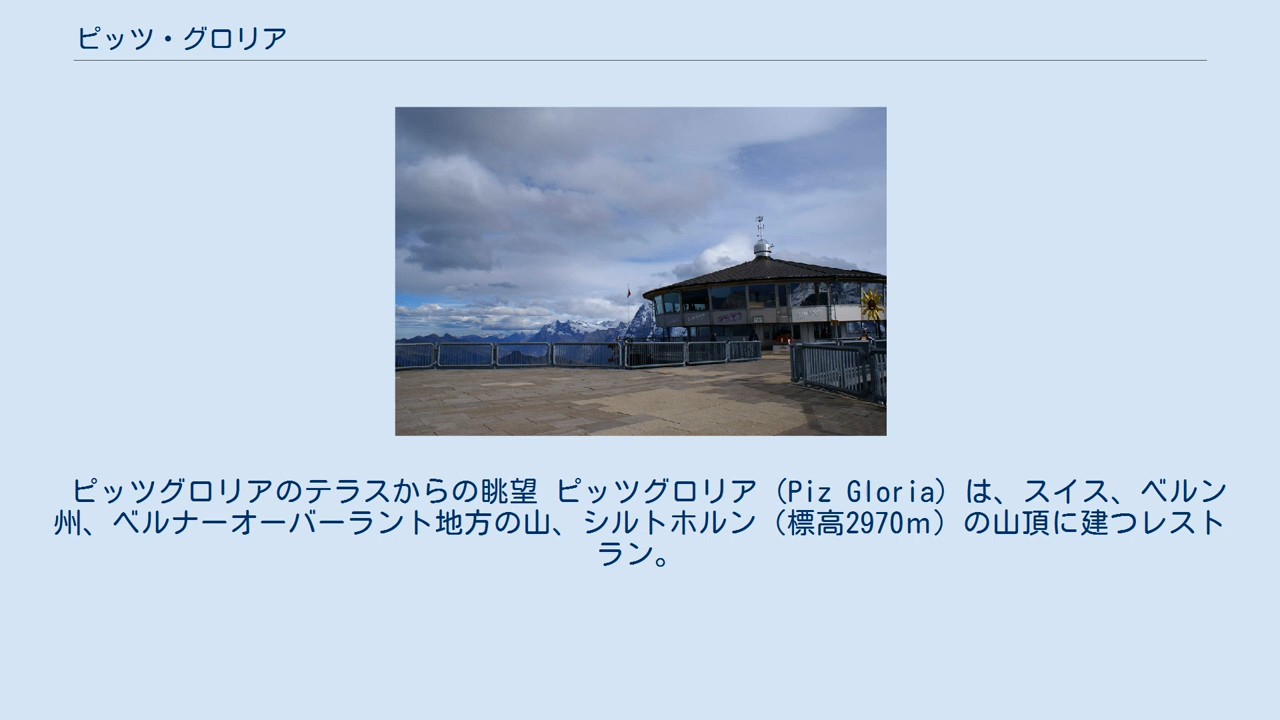 ピッツ・グロリア
ピッツグロリアのテラスからの眺望 ピッツグロリア（Piz Gloria）は、スイス、ベルン
州、ベルナーオーバーラント地方の山、シルトホルン（標高2970m）の山頂に建つレスト
ラン。